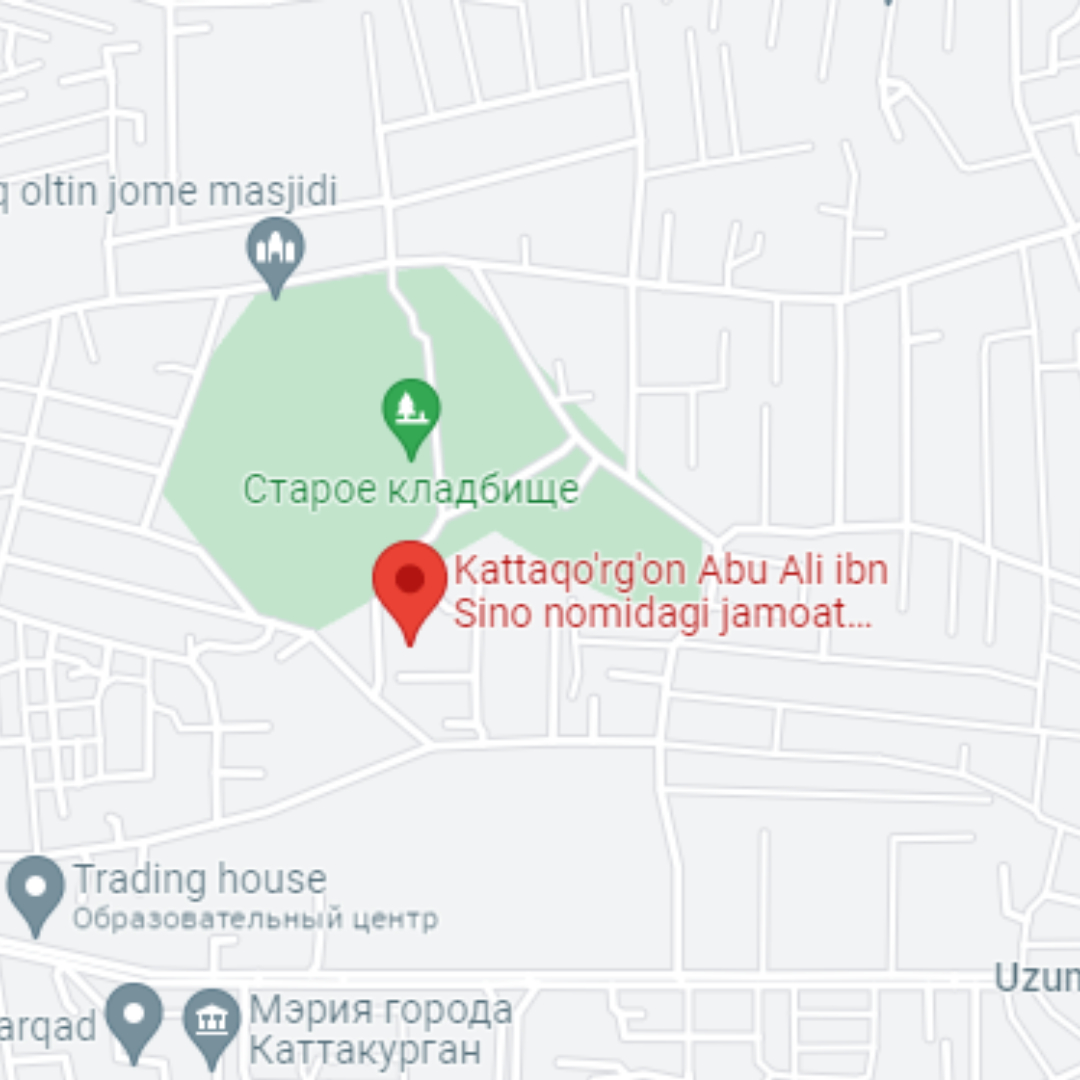 q oltin jome masjidi
Старое кладбище
Kattaqo'rg'on Abu Ali ibn
Sino nomidagi jamoat...
Trading house
Образовательный центр
Uzun
arqad
Мэрия города
Каттакурган